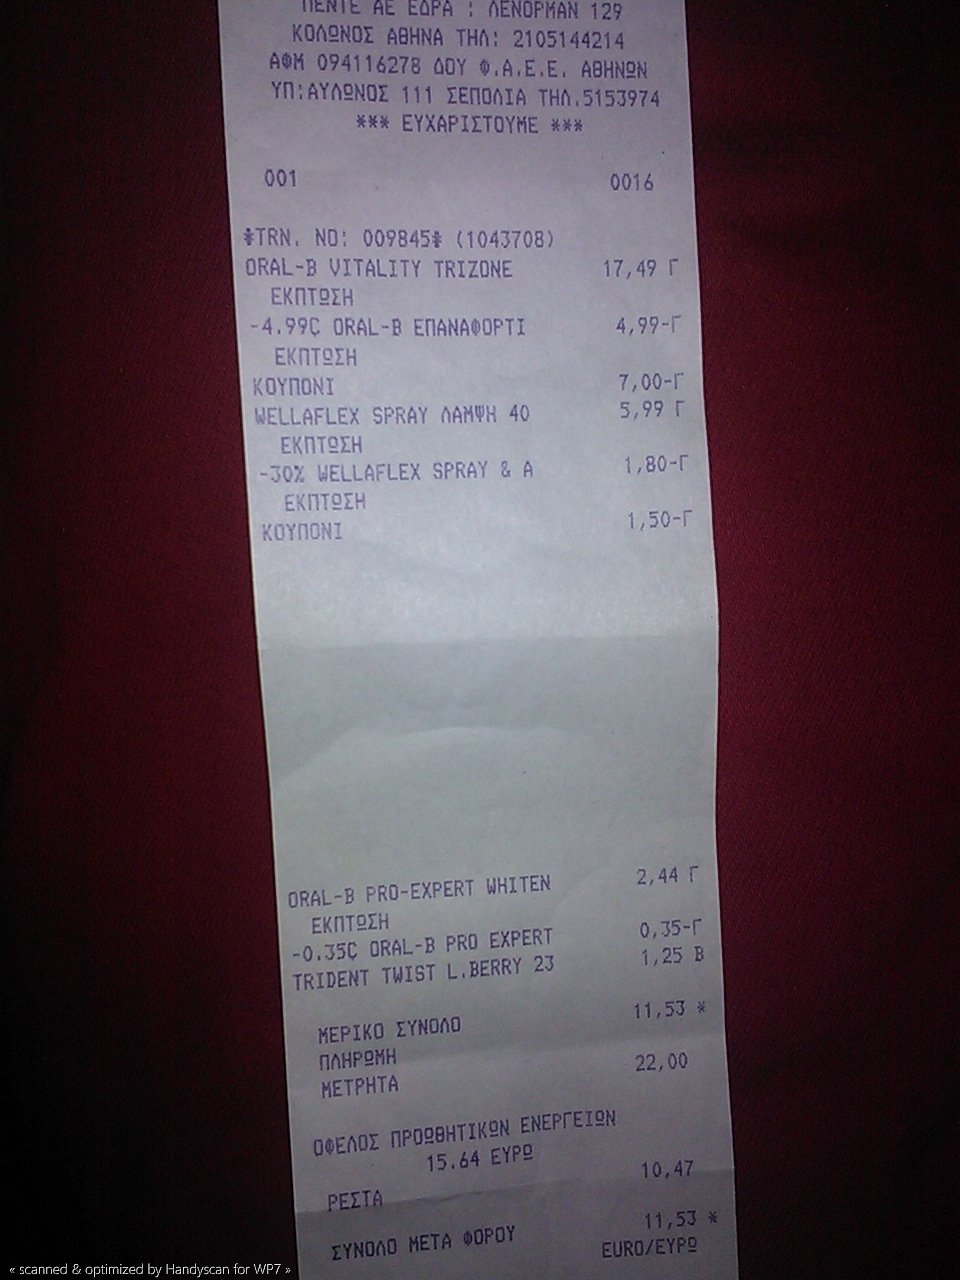 ΠΕΝΤΕ ΑΕ ΕΔΡΑ : ΛΕΝΟΡΜΑΝ 129
ΚΟΛΩΝΟΣ ΑΘΗΝΑ ΤΗΛ: 2105144214
ΑΦΜ 094116278 ΔΟΥ Φ.Α.Ε.Ε. ΑΘΗΝΩΝ
ΥΠ:ΑΥΛΩΝΟΣ 111 ΣΕΠΟΛΙΑ ΤΗΛ.5153974
*** ΕΥΧΑΡΙΣΤΟΥΜΕ ***
001 0016
*TRN. NO: 009845* (1043708)
ORAL-B VITALITY TRIZONE 17,49 Γ
ΕΚΠΤΩΣΗ
-4.99Ç ORAL-B ΕΠΑΝΑΦΟΡΤΙ 4,99-Γ
ΕΚΠΤΩΣΗ
ΚΟΥΠΟΝΙ 7,00-Γ
WELLAFLEX SPRAY ΛΑΜΨΗ 40 5,99 Γ
ΕΚΠΤΩΣΗ
-30% WELLAFLEX SPRAY & A 1,80-Γ
ΕΚΠΤΩΣΗ
ΚΟΥΠΟΝΙ 1,50-Γ
ORAL-B PRO-EXPERT WHITEN 2,44 Γ
ΕΚΠΤΩΣΗ
-0.35Ç ORAL-B PRO EXPERT 0,35-Γ
TRIDENT TWIST L.BERRY 23 1,25 Β
ΜΕΡΙΚΟ ΣΥΝΟΛΟ 11,53 *
ΠΛΗΡΩΜΗ
ΜΕΤΡΗΤΑ 22,00
ΟΦΕΛΟΣ ΠΡΟΩΘΗΤΙΚΩΝ ΕΝΕΡΓΕΙΩΝ
15.64 ΕΥΡΩ
ΡΕΣΤΑ 10,47
ΣΥΝΟΛΟ ΜΕΤΑ ΦΟΡΟΥ 11,53 *
EURO/ΕΥΡΩ
« scanned & optimized by Handyscan for WP7 »